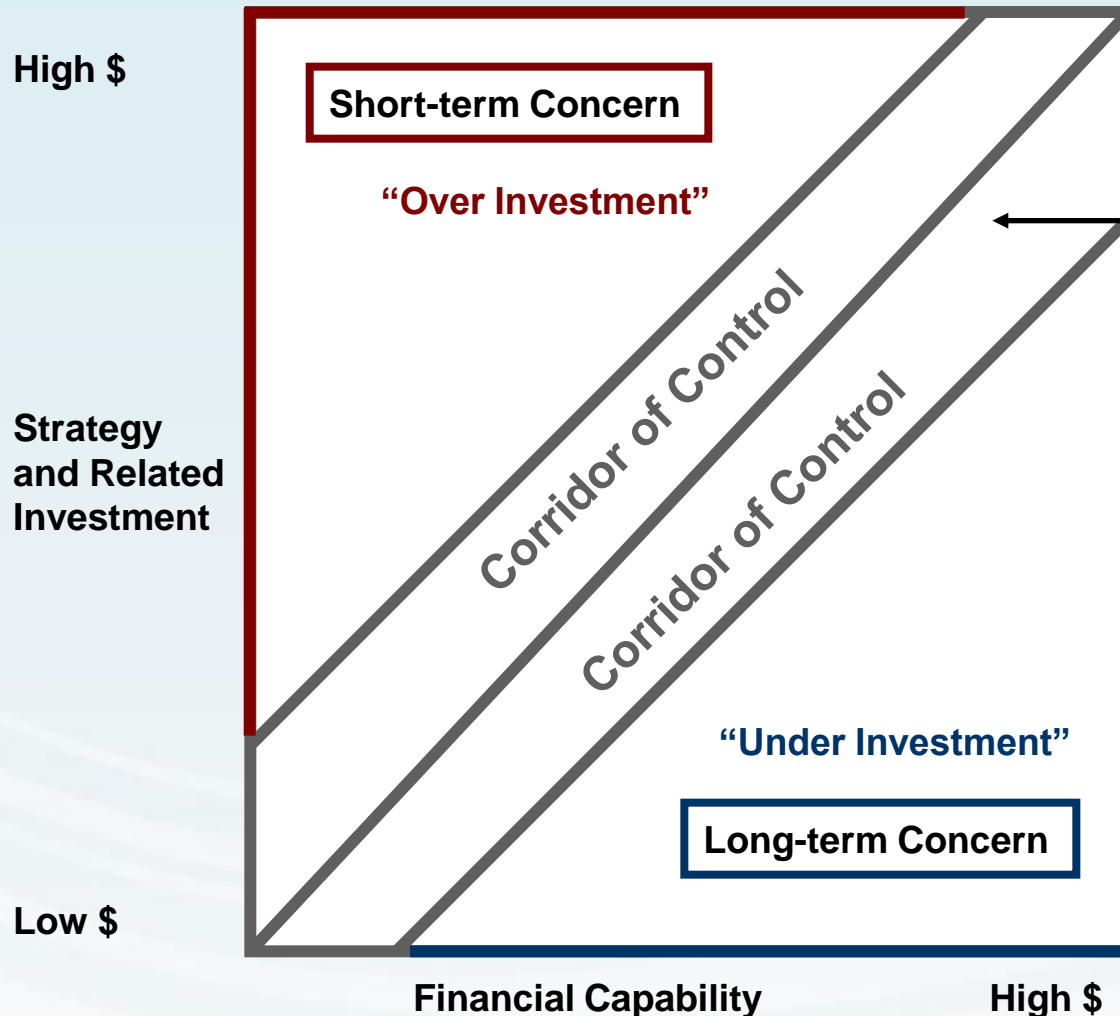 High $
Short-term Concern
“Over Investment”
Corridor of Control
Corridor of Control
Strategy
and Related
Investment
“Under Investment”
Long-term Concern
Low $
Financial Capability
High $